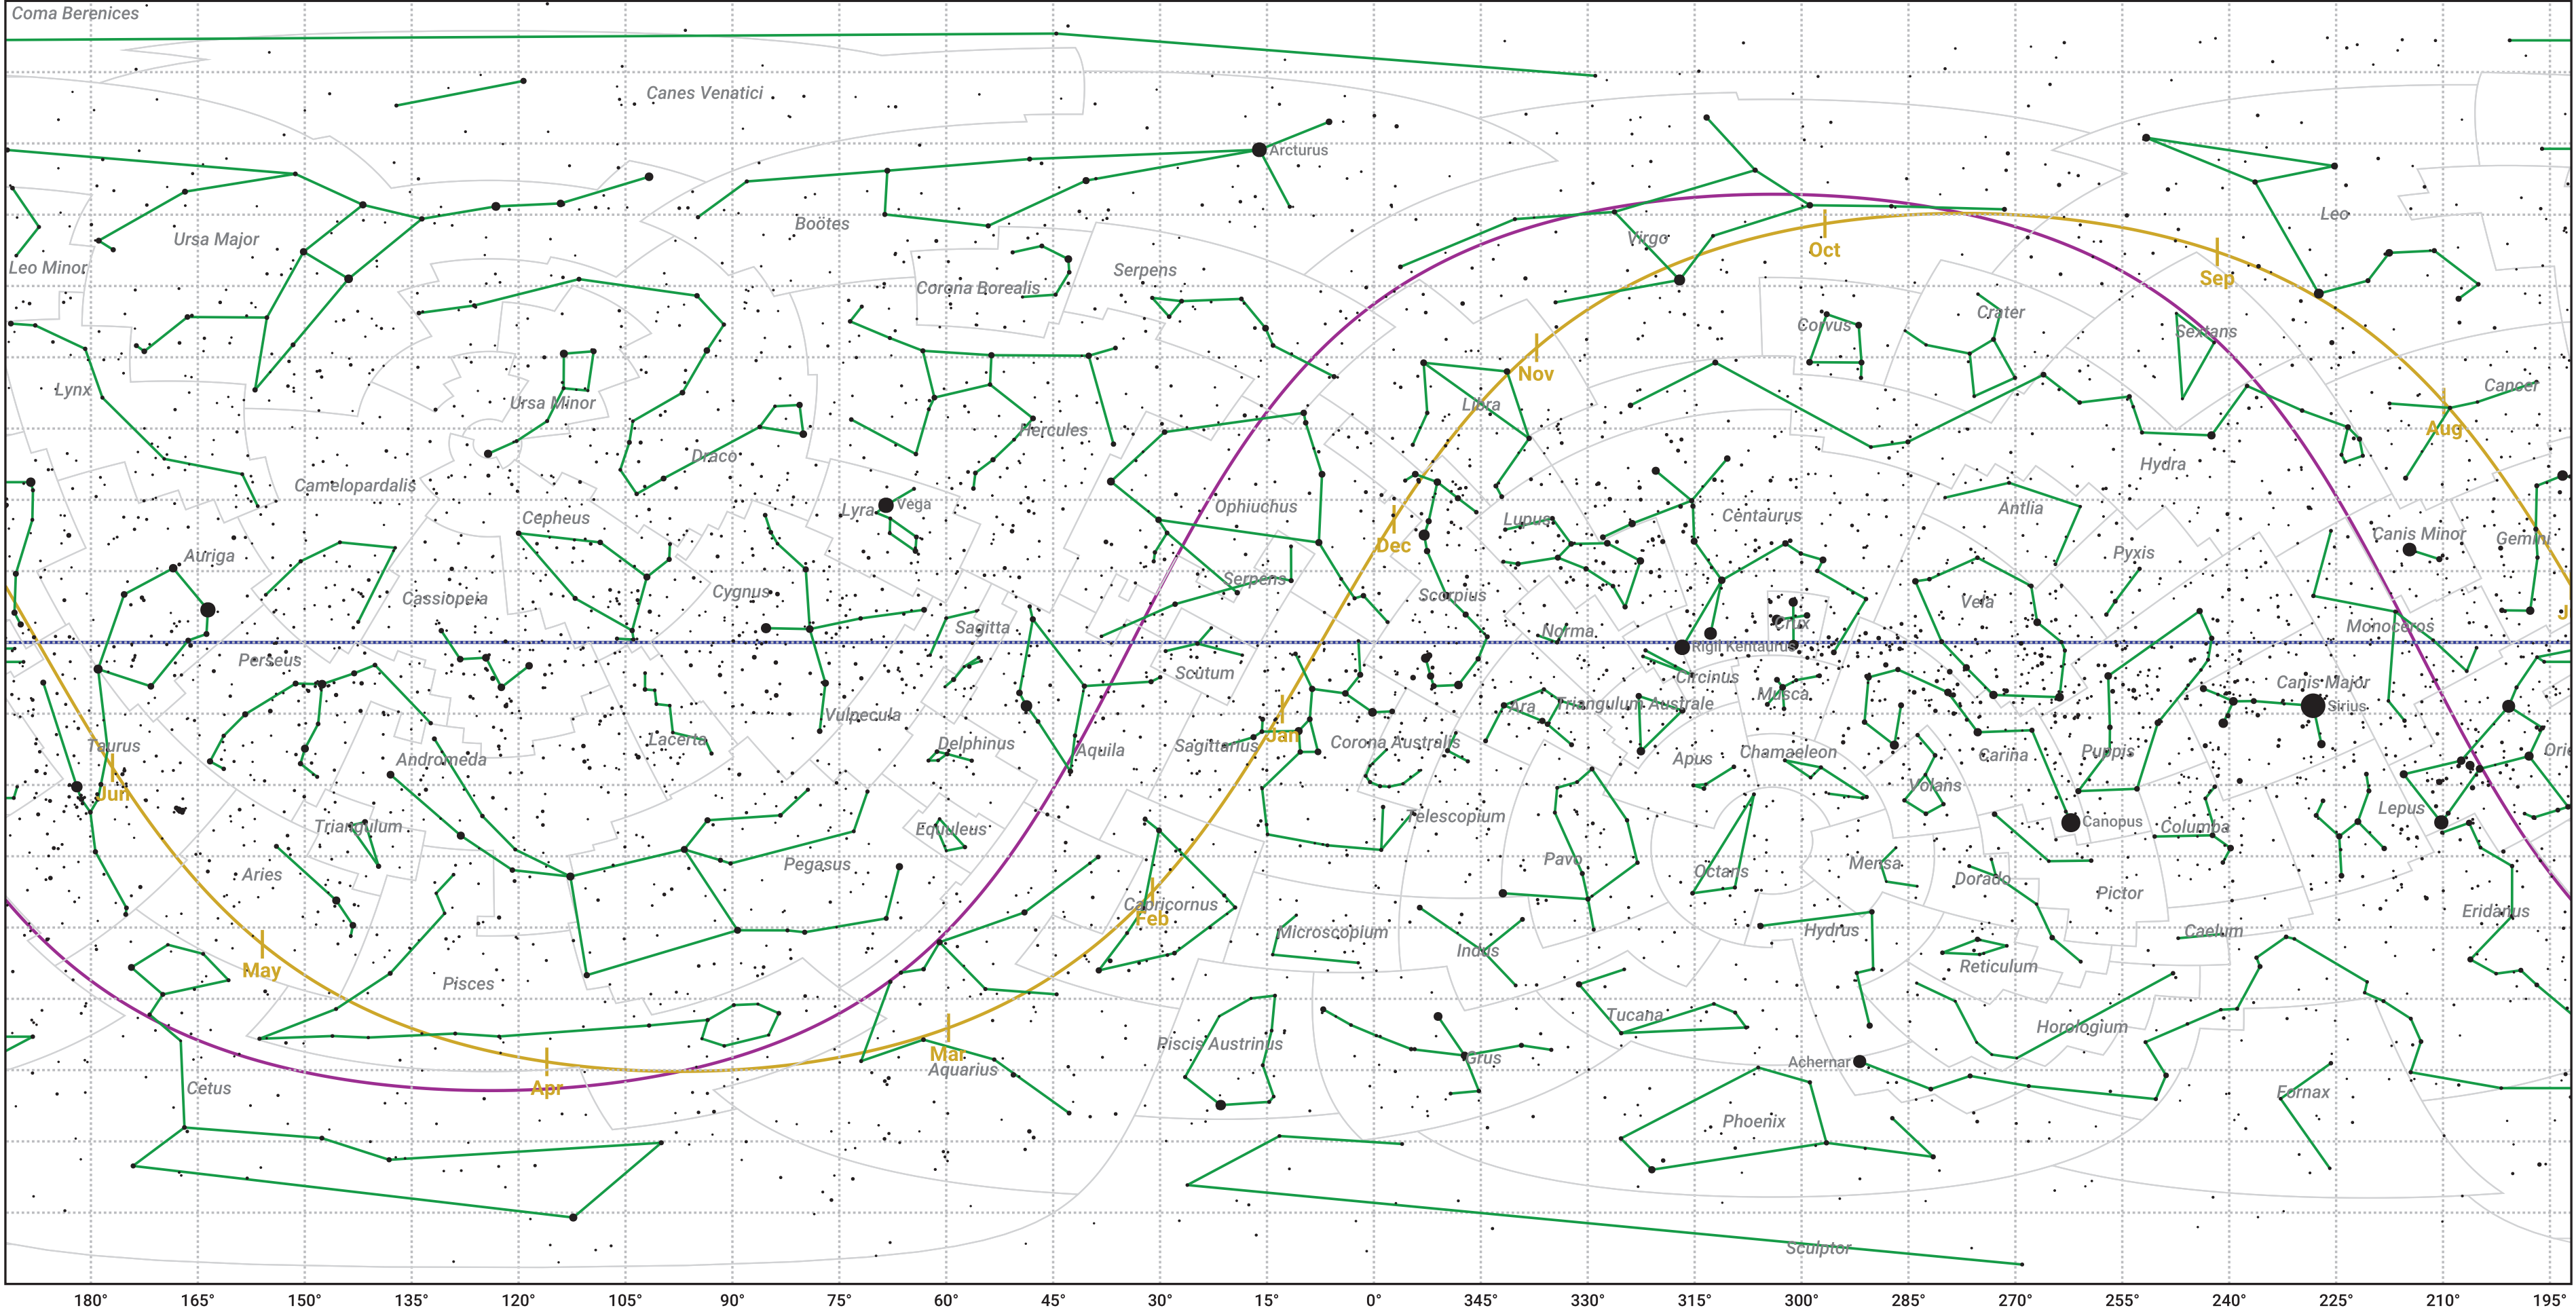 Coma Berenices
Canes Venatici
Arcturus
Ursa Major
Boötes
Leo
Leo Minor
Virgo
Oct
Sep
Serpens
Corona Borealis
Corvus
Crater
Sextans
Lynx
Ursa Minor
Nov
Libra
Cancer
Hercules
Aug
Draco
Hydra
Camelopardalis
Lyra
Vega
Ophiuchus
Cepheus
Lupus
Centaurus
Antlia
Canis Minor
Gemini
Dec
Auriga
Pyxis
Cygnus
Serpens
Cassiopeia
Scorpius
Vela
J
Sagitta
Norma
Crux
Monoceros
Rigil Kentaurus
Perseus
Scutum
Circinus
Musca
Canis Major
Sirius
Vulpecula
Ara
Triangulum Australe
Taurus
Andromeda
Lacerta
Delphinus
Aquila
Sagittarius
Jan
Corona Australis
Apus
Chamaeleon
Carina
Puppis
Orio
Jun
Volans
Triangulum
Equuleus
Telescopium
Canopus
Columba
Lepus
Aries
Pegasus
Pavo
Octans
Mensa
Dorado
Pictor
Capricornus
Feb
Microscopium
Indus
Hydrus
Caelum
Eridanus
May
Pisces
Reticulum
Tucana
Horologium
Mar
Aquarius
Piscis Austrinus
Grus
Achernar
Cetus
Apr
Phoenix
Fornax
Sculptor
180° 165° 150° 135° 120° 105° 90° 75° 60° 45° 30° 15° 0° 345° 330° 315° 300° 285° 270° 255° 240° 225° 210° 195°